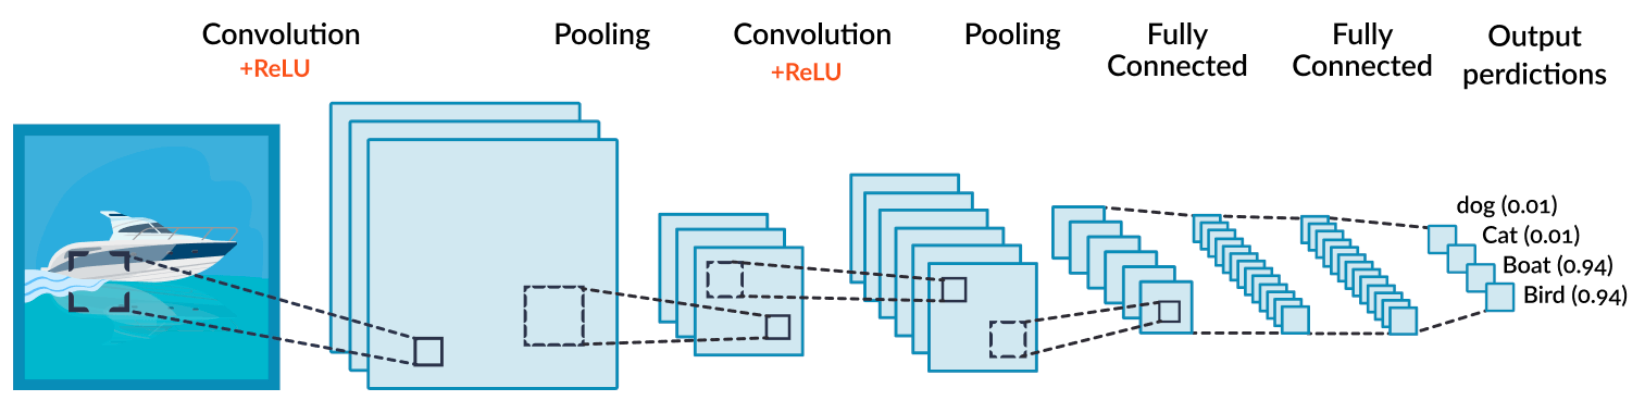 Convolution
+ReLU
Pooling
Convolution
+ReLU
Pooling
Fully
Connected
Fully
Connected
Output
perdictions
dog (0.01)
Cat (0.01)
Boat (0.94)
Bird (0.94)